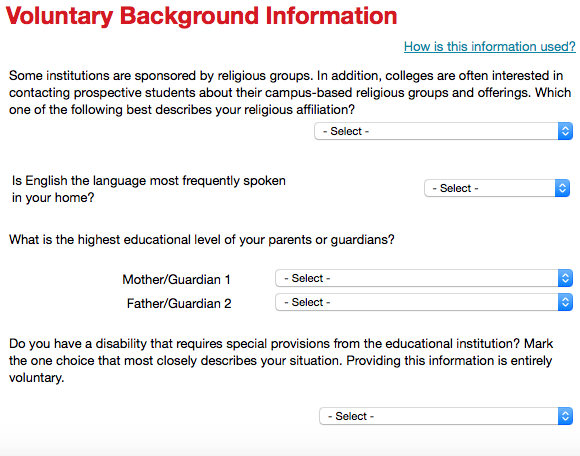 Voluntary Background Information
How is this information used?
Some institutions are sponsored by religious groups. In addition, colleges are often interested in
contacting prospective students about their campus-based religious groups and offerings. Which
one of the following best describes your religious affiliation?
- Select -
Is English the language most frequently spoken
in your home?
- Select -
What is the highest educational level of your parents or guardians?
Mother/Guardian 1
- Select -
Father/Guardian 2
- Select -
Do you have a disability that requires special provisions from the educational institution? Mark
the one choice that most closely describes your situation. Providing this information is entirely
voluntary.
- Select -